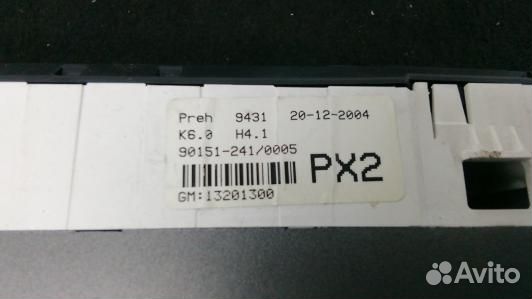 Preh 9431 20-12-2004
K6.0 H4.1
90151-241/0005
PX2
GM:13201300
Avito